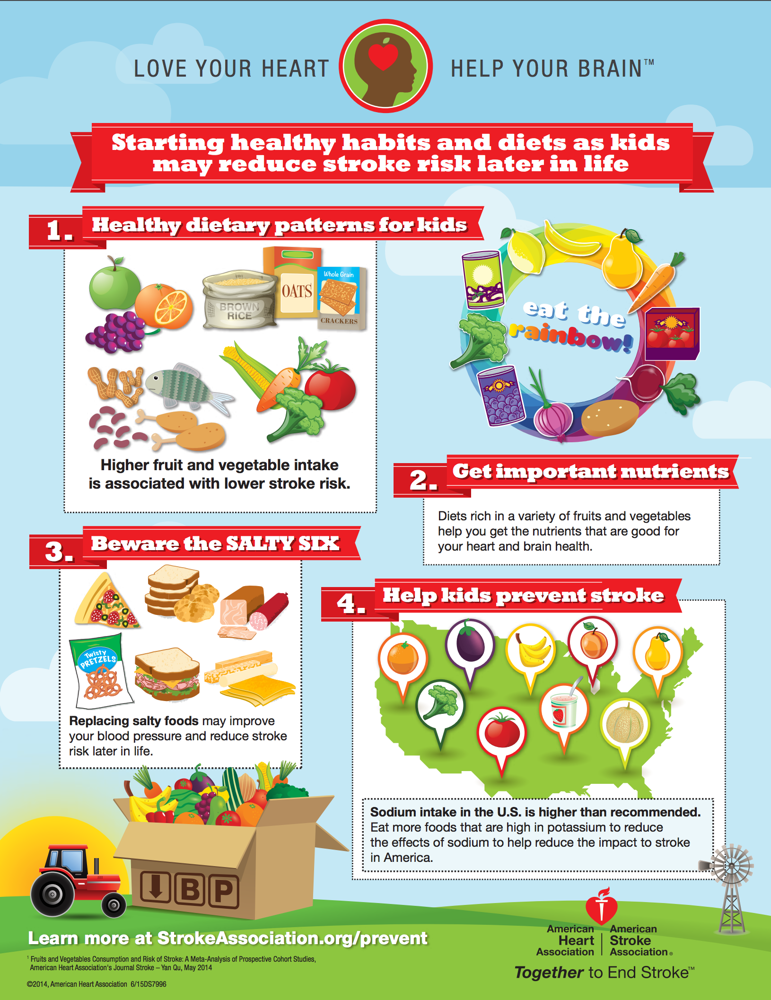 LOVE YOUR HEART HELP YOUR BRAIN™
Starting healthy habits and diets as kids
may reduce stroke risk later in life
1. Healthy dietary patterns for kids
BROWN
RICE
OATS
Whole Grain
CRACKERS
Higher fruit and vegetable intake
is associated with lower stroke risk.
eat the
rainbow!
2. Get important nutrients
Diets rich in a variety of fruits and vegetables
help you get the nutrients that are good for
your heart and brain health.
3. Beware the SALTY SIX
Twisty
PRETZELS
Replacing salty foods may improve
your blood pressure and reduce stroke
risk later in life.
4. Help kids prevent stroke
Sodium intake in the U.S. is higher than recommended.
Eat more foods that are high in potassium to reduce
the effects of sodium to help reduce the impact to stroke
in America.
↓BP
Learn more at StrokeAssociation.org/prevent
¹ Fruits and Vegetables Consumption and Risk of Stroke: A Meta-Analysis of Prospective Cohort Studies,
American Heart Association's Journal Stroke – Yan Qu, May 2014
©2014, American Heart Association 6/15DS7996
American Heart Association
American Stroke Association®
Together to End Stroke™